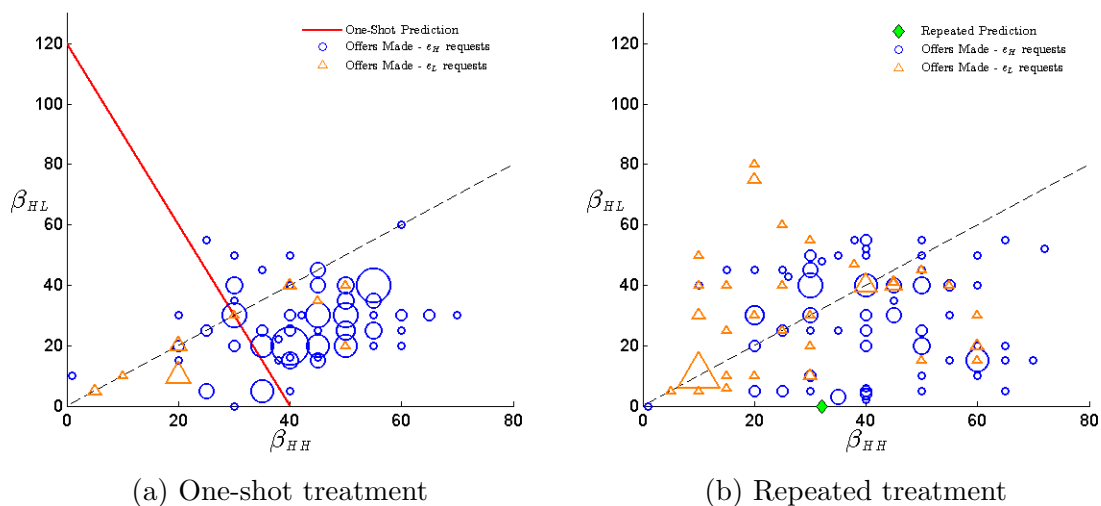 One-Shot Prediction
Offers Made - e_H requests
Offers Made - e_L requests
120
100
80
60
40
20
0
β_HL
0 20 40 60 80
β_HH
(a) One-shot treatment
Repeated Prediction
Offers Made - e_H requests
Offers Made - e_L requests
120
100
80
60
40
20
0
β_HL
0 20 40 60 80
β_HH
(b) Repeated treatment